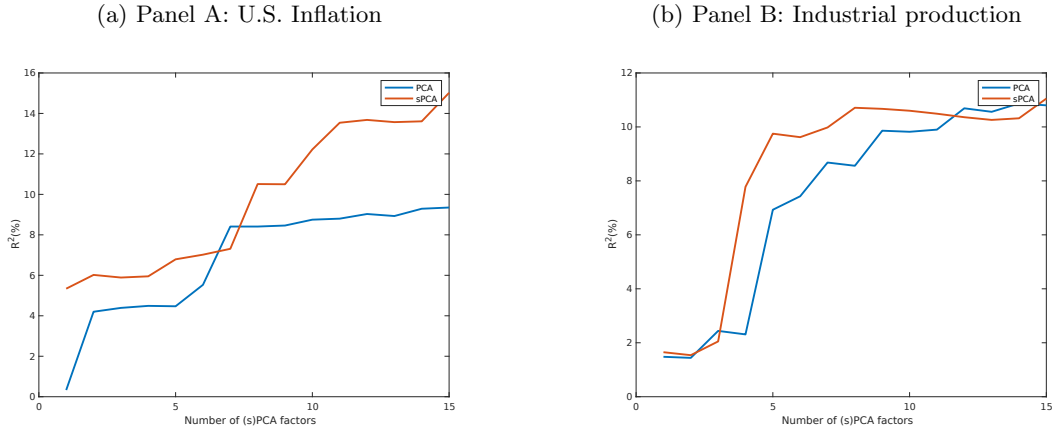 (a) Panel A: U.S. Inflation
(b) Panel B: Industrial production
16
14
12
10
8
6
4
2
0
R²(%)
0
5
10
15
Number of (s)PCA factors
PCA
sPCA
12
10
8
6
4
2
0
R²(%)
0
5
10
15
Number of (s)PCA factors
PCA
sPCA